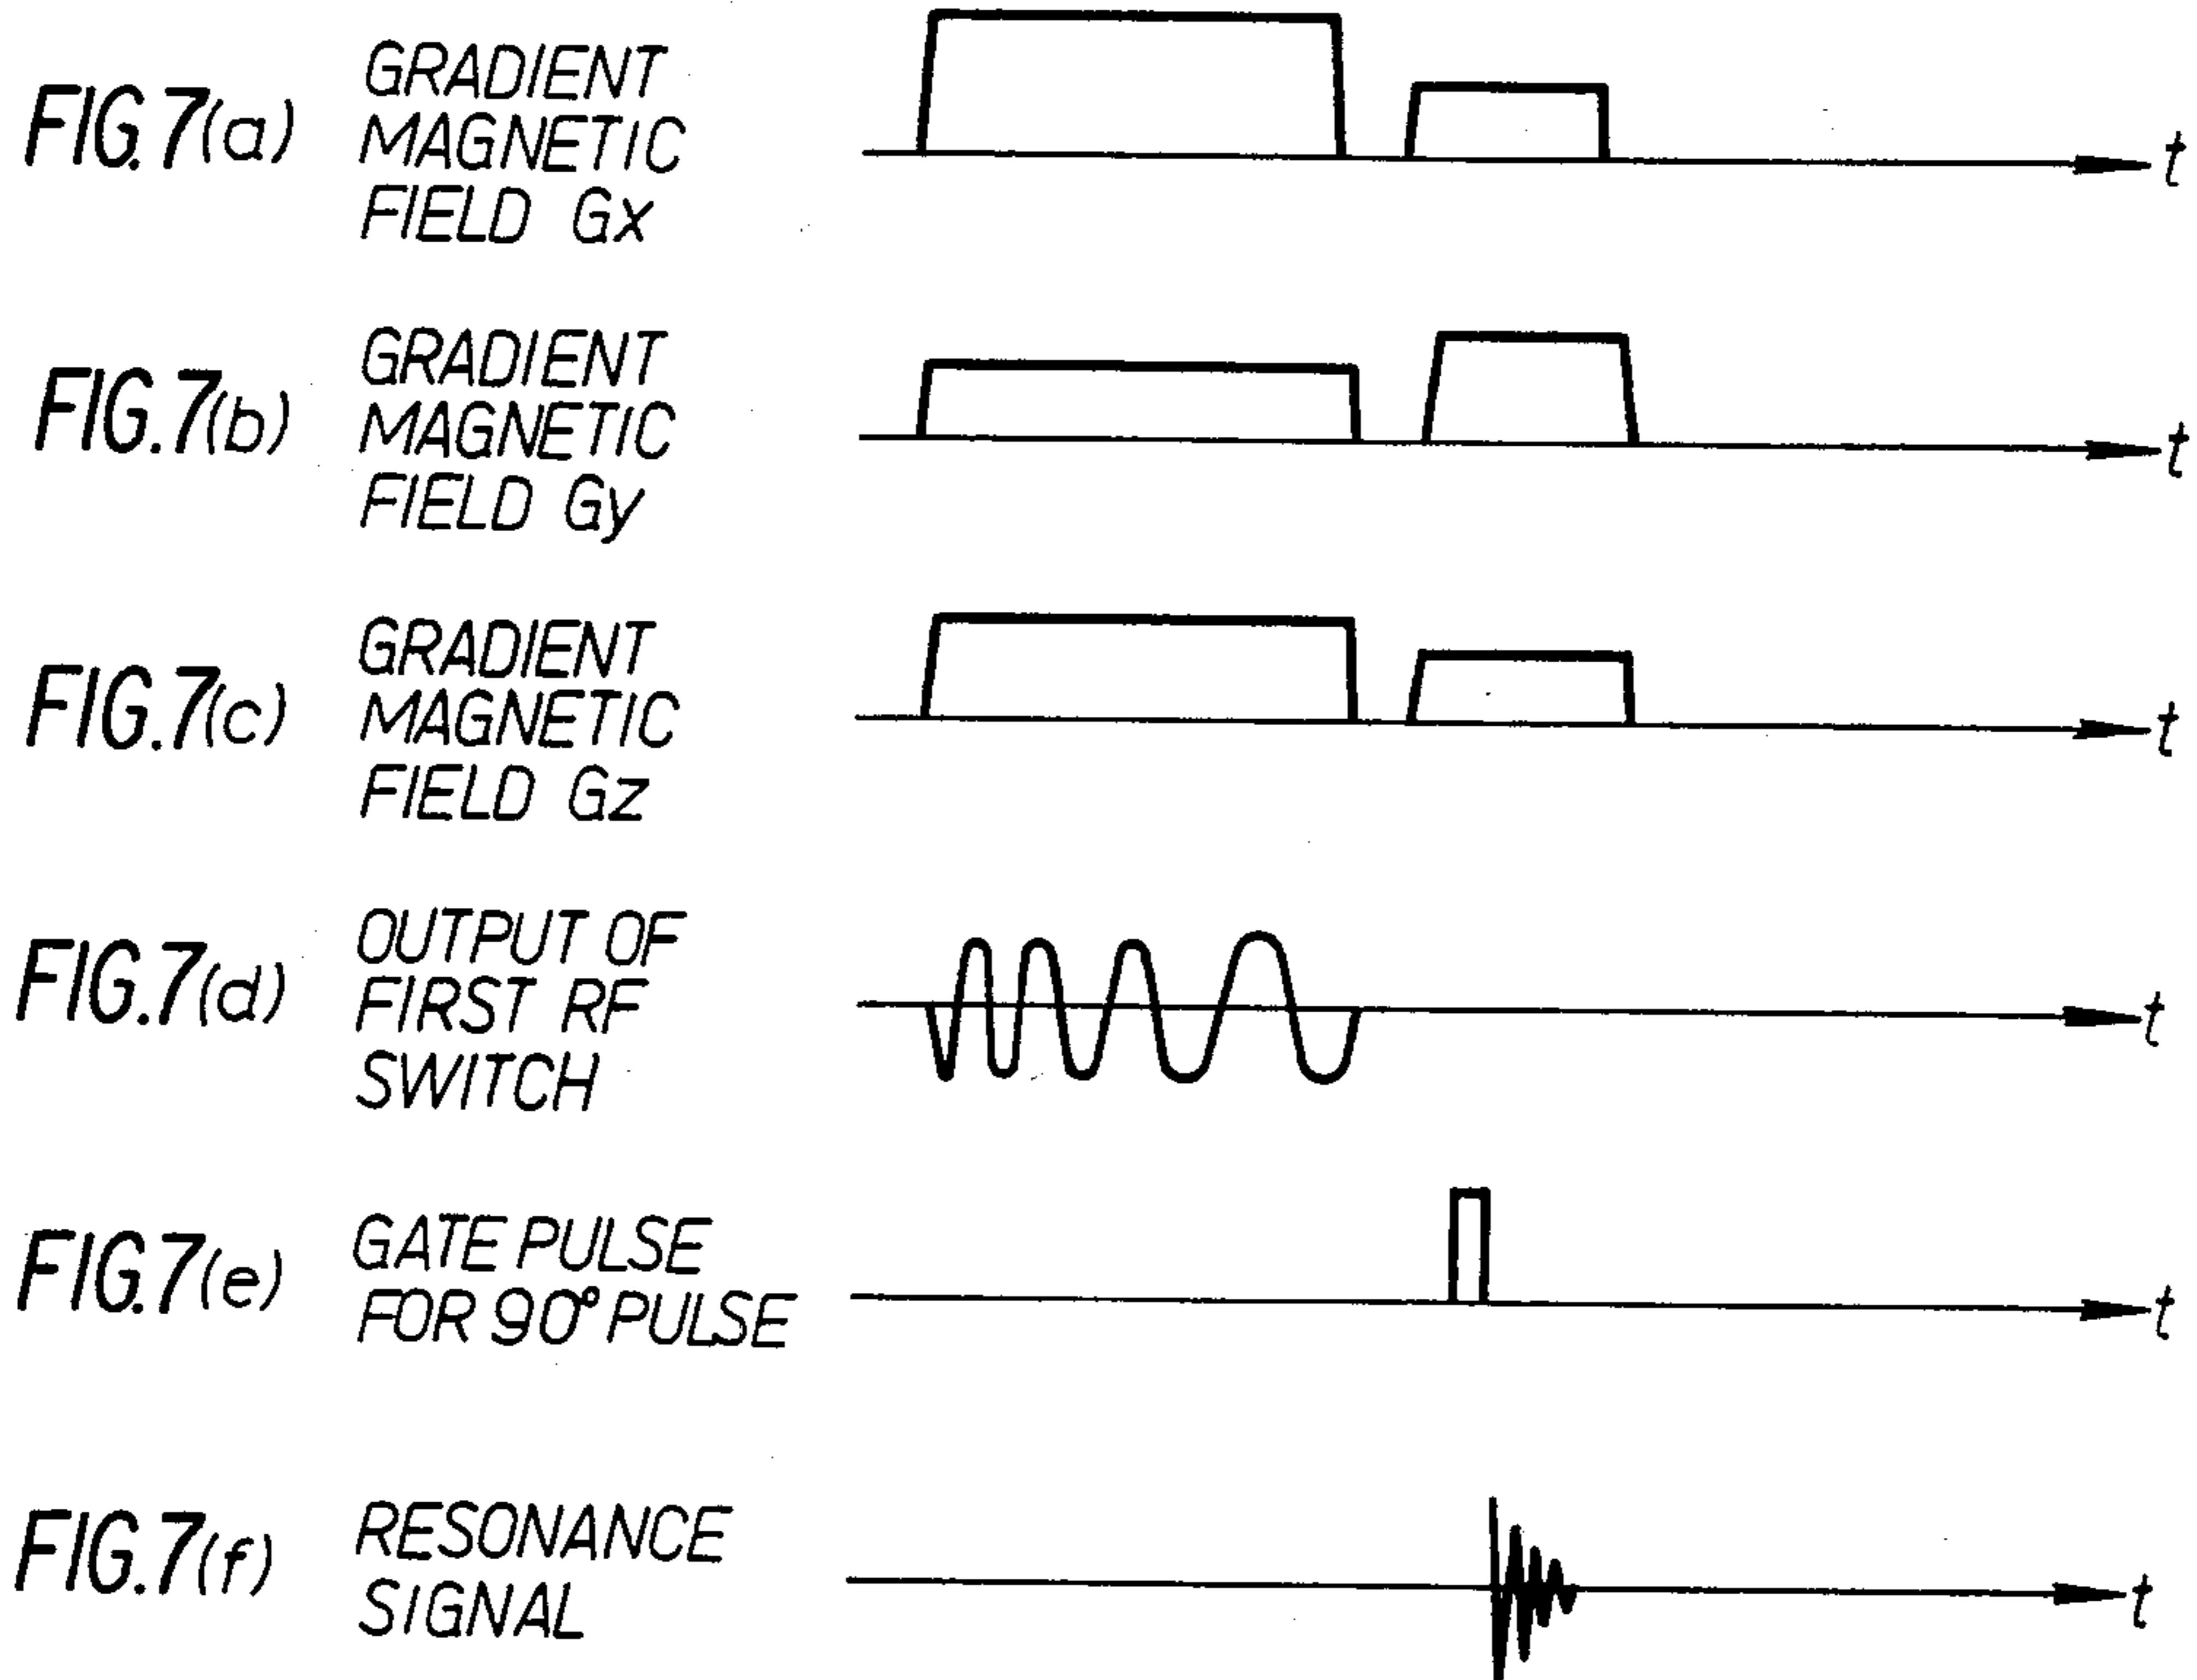 FIG.7(a)
GRADIENT
MAGNETIC
FIELD Gx
t
FIG.7(b)
GRADIENT
MAGNETIC
FIELD Gy
t
FIG.7(c)
GRADIENT
MAGNETIC
FIELD Gz
t
FIG.7(d)
OUTPUT OF
FIRST RF
SWITCH
t
FIG.7(e)
GATE PULSE
FOR 90° PULSE
t
FIG.7(f)
RESONANCE
SIGNAL
t